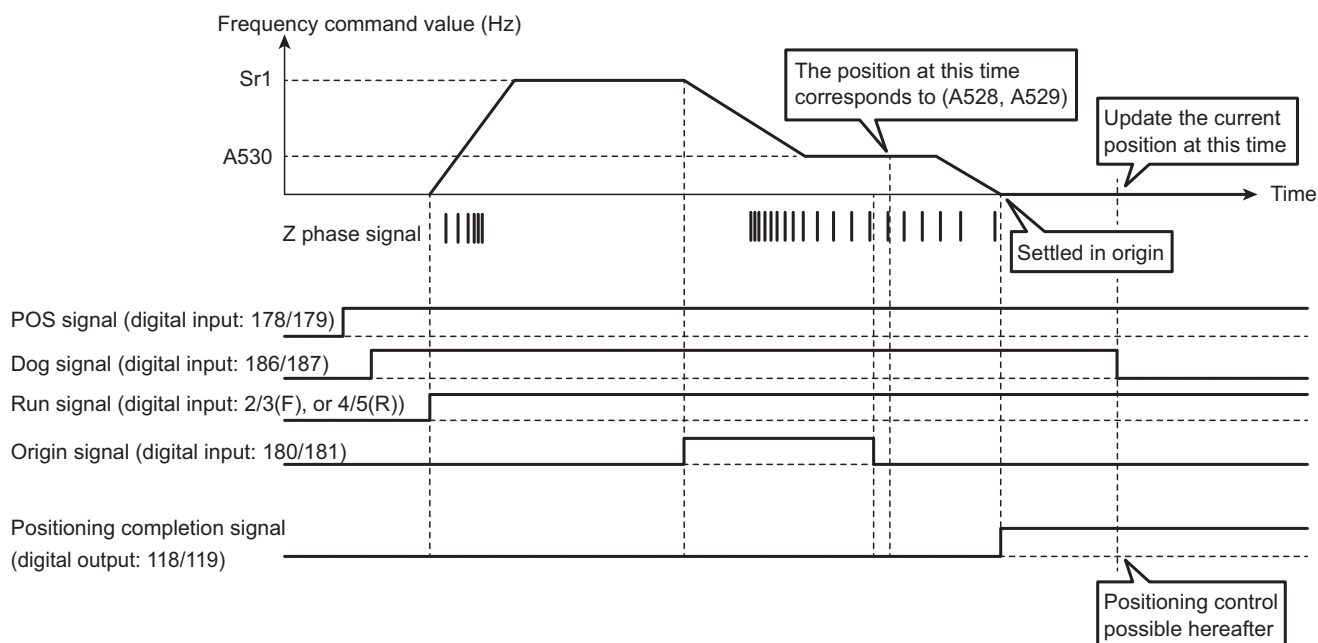 Frequency command value (Hz)
Sr1
A530
The position at this time
corresponds to (A528, A529)
Update the current
position at this time
Time
Z phase signal
Settled in origin
POS signal (digital input: 178/179)
Dog signal (digital input: 186/187)
Run signal (digital input: 2/3(F), or 4/5(R))
Origin signal (digital input: 180/181)
Positioning completion signal
(digital output: 118/119)
Positioning control
possible hereafter